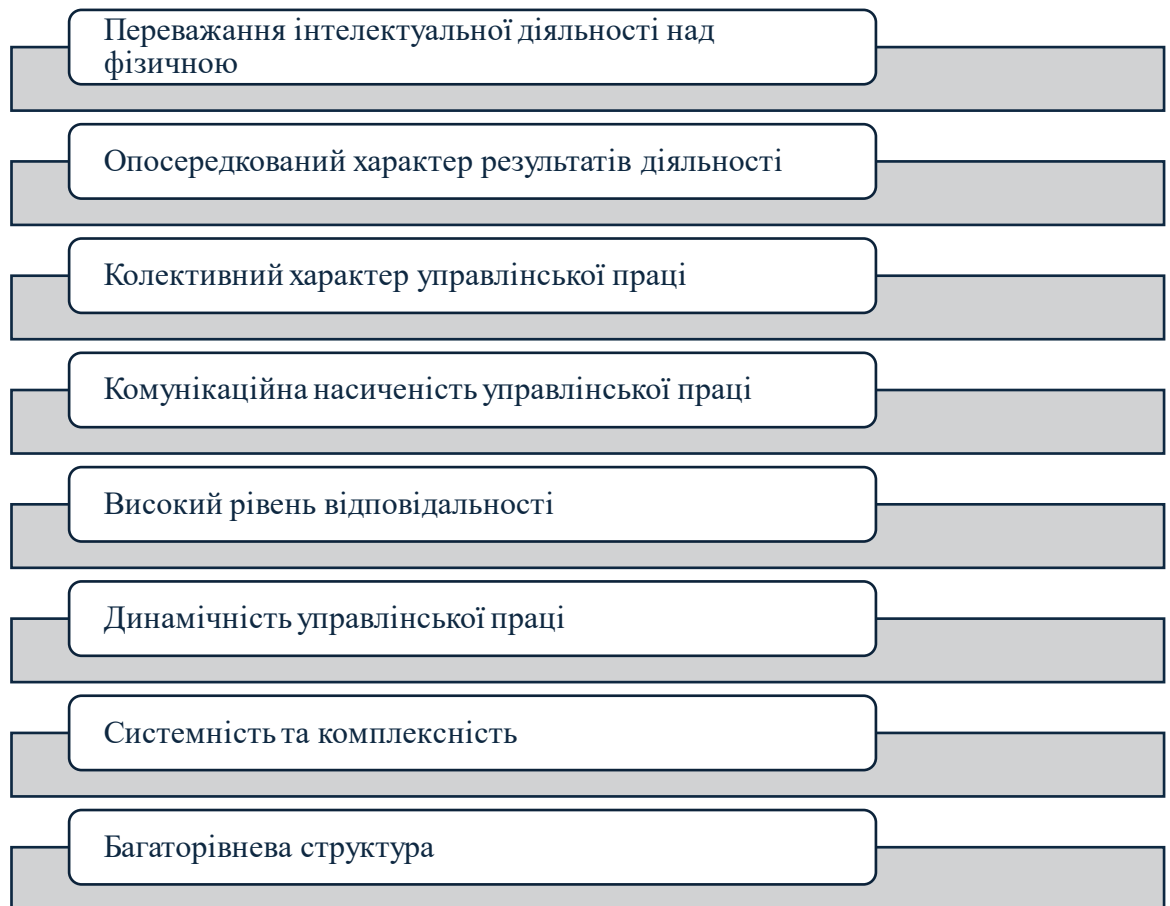 Переважання інтелектуальної діяльності над
фізичною
Опосередкований характер результатів діяльності
Колективний характер управлінської праці
Комунікаційна насиченість управлінської праці
Високий рівень відповідальності
Динамічність управлінської праці
Системність та комплексність
Багаторівнева структура